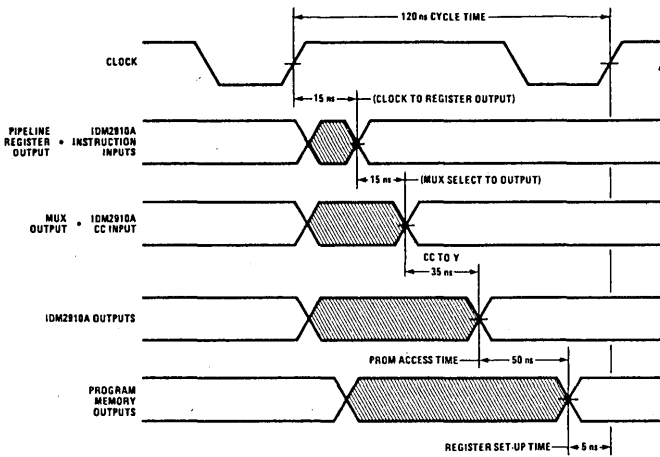 120 ns CYCLE TIME
CLOCK
15 ns
(CLOCK TO REGISTER OUTPUT)
PIPELINE IDM2910A
REGISTER • INSTRUCTION
OUTPUT INPUTS
15 ns
(MUX SELECT TO OUTPUT)
MUX • IDM2910A
OUTPUT CC INPUT
CC TO Y
35 ns
IDM2910A OUTPUTS
PROM ACCESS TIME
50 ns
PROGRAM
MEMORY
OUTPUTS
REGISTER SET-UP TIME
5 ns